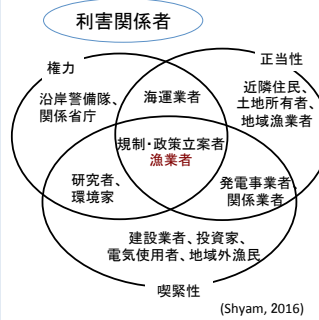 利害関係者
権力
正当性
沿岸警備隊、
関係省庁
海運業者
近隣住民、
土地所有者、
地域漁業者
規制・政策立案者
漁業者
研究者、
環境家
発電事業者、
関係業者
建設業者、投資家、
電気使用者、地域外漁民
喫緊性
(Shyam, 2016)